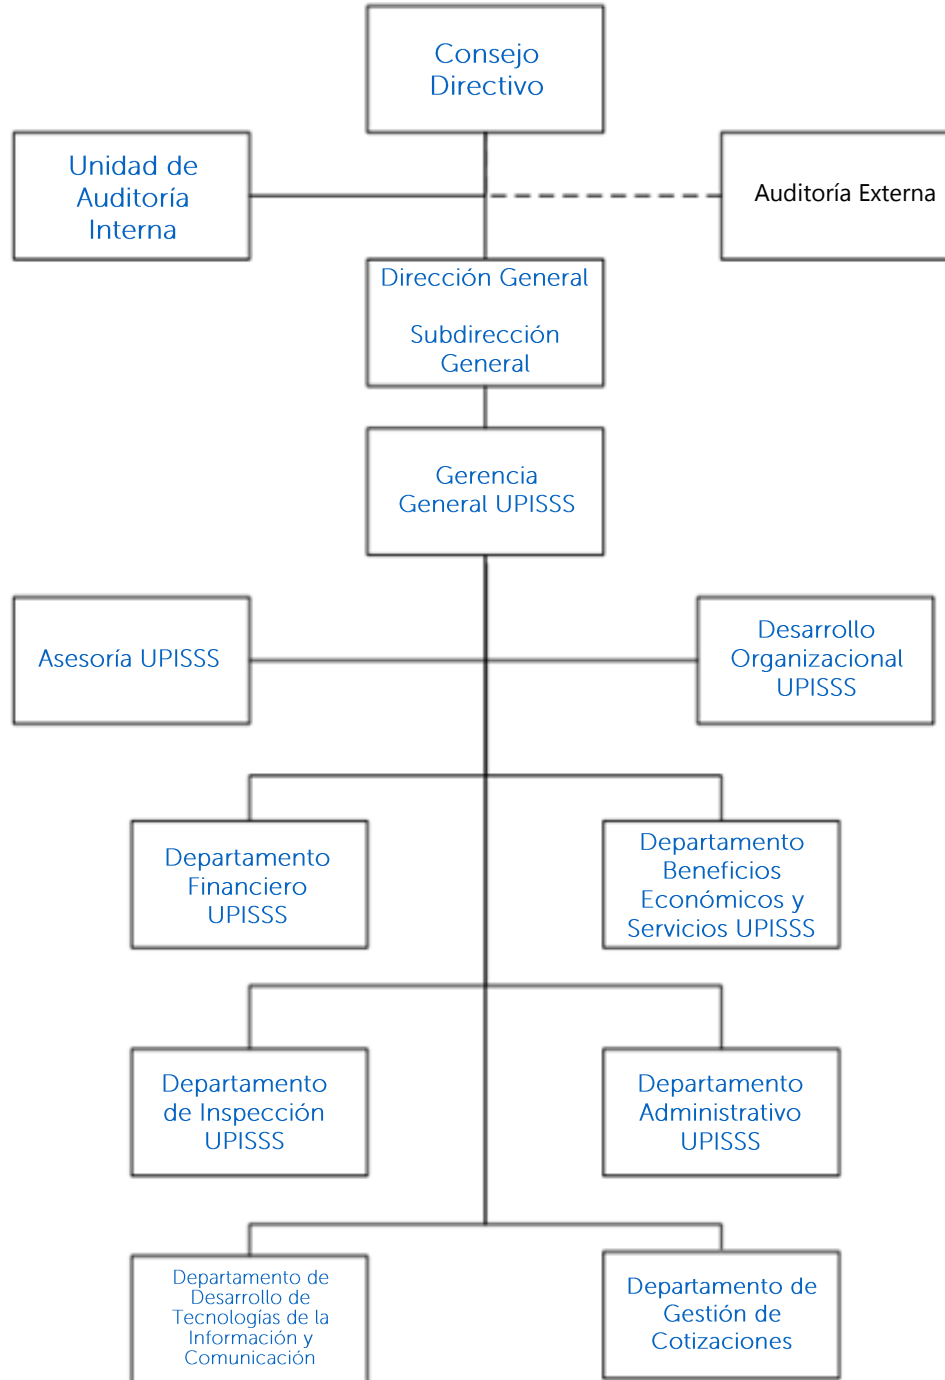 Consejo
Directivo
Unidad de
Auditoría
Interna
Auditoría Externa
Dirección General
Subdirección
General
Gerencia
General UPISSS
Asesoría UPISSS
Desarrollo
Organizacional
UPISSS
Departamento
Financiero
UPISSS
Departamento
Beneficios
Económicos y
Servicios UPISSS
Departamento
de Inspección
UPISSS
Departamento
Administrativo
UPISSS
Departamento de
Desarrollo de
Tecnologías de la
Información y
Comunicación
Departamento de
Gestión de
Cotizaciones